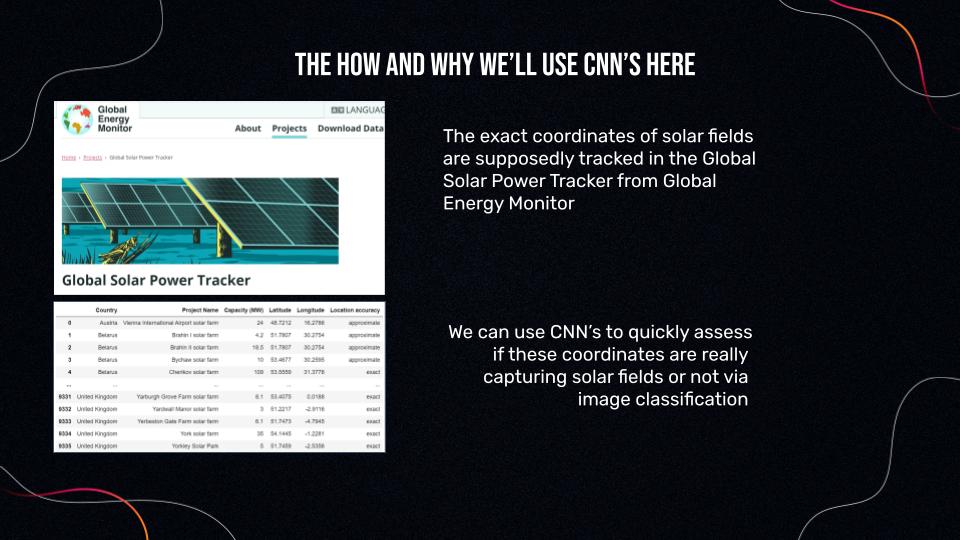 THE HOW AND WHY WE'LL USE CNN'S HERE
Global
Energy
Monitor
LANGUAG
About Projects Download Data
Home › Projects › Global Solar Power Tracker
Global Solar Power Tracker
Country Project Name Capacity (MW) Latitude Longitude Location accuracy
0 Austria Vienna International Airport solar farm 24 48.7212 16.2786 approximate
1 Belarus Brahin I solar farm 4.2 51.7807 30.2754 approximate
2 Belarus Brahin II solar farm 18.5 51.7807 30.2754 approximate
3 Belarus Bychaw solar farm 10 53.4677 30.2595 approximate
4 Belarus Cherikov solar farm 109 53.5559 31.3776 exact
... ... ... ... ... ... ...
9331 United Kingdom Yarburgh Grove Farm solar farm 8.1 53.4075 0.0188 exact
9332 United Kingdom Yardwall Manor solar farm 3 51.2217 -2.9116 exact
9333 United Kingdom Yerbeston Gate Farm solar farm 6.1 51.7473 -4.7945 exact
9334 United Kingdom York solar farm 35 54.1445 -1.2281 exact
9335 United Kingdom Yorkley Solar Park 5 51.7459 -2.5356 exact
The exact coordinates of solar fields
are supposedly tracked in the Global
Solar Power Tracker from Global
Energy Monitor
We can use CNN's to quickly assess
if these coordinates are really
capturing solar fields or not via
image classification